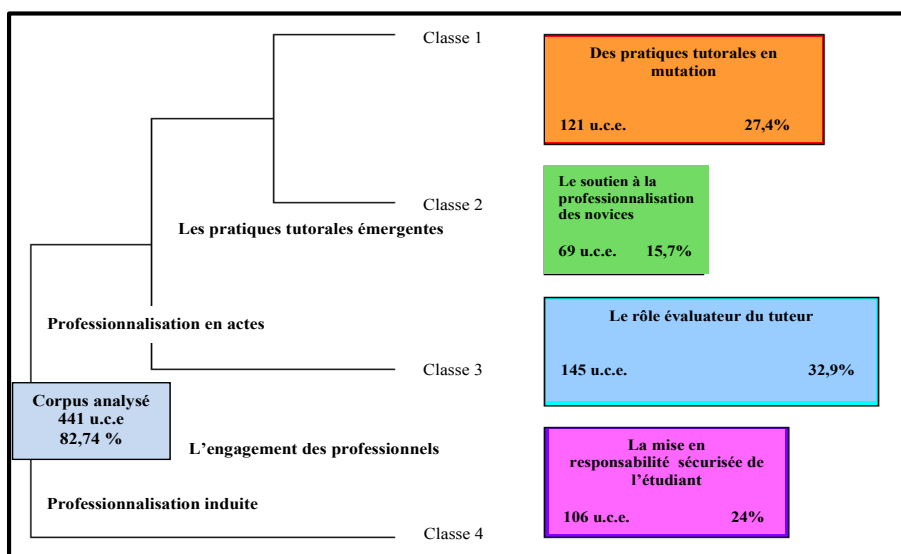 Classe 1
Des pratiques tutorales en
mutation
121 u.c.e. 27,4%
Classe 2
Le soutien à la
professionnalisation
des novices
69 u.c.e. 15,7%
Les pratiques tutorales émergentes
Professionnalisation en actes
Le rôle évaluateur du tuteur
145 u.c.e. 32,9%
Classe 3
Corpus analysé
441 u.c.e
82,74 %
L'engagement des professionnels
La mise en
responsabilité sécurisée de
l'étudiant
106 u.c.e. 24%
Professionnalisation induite
Classe 4